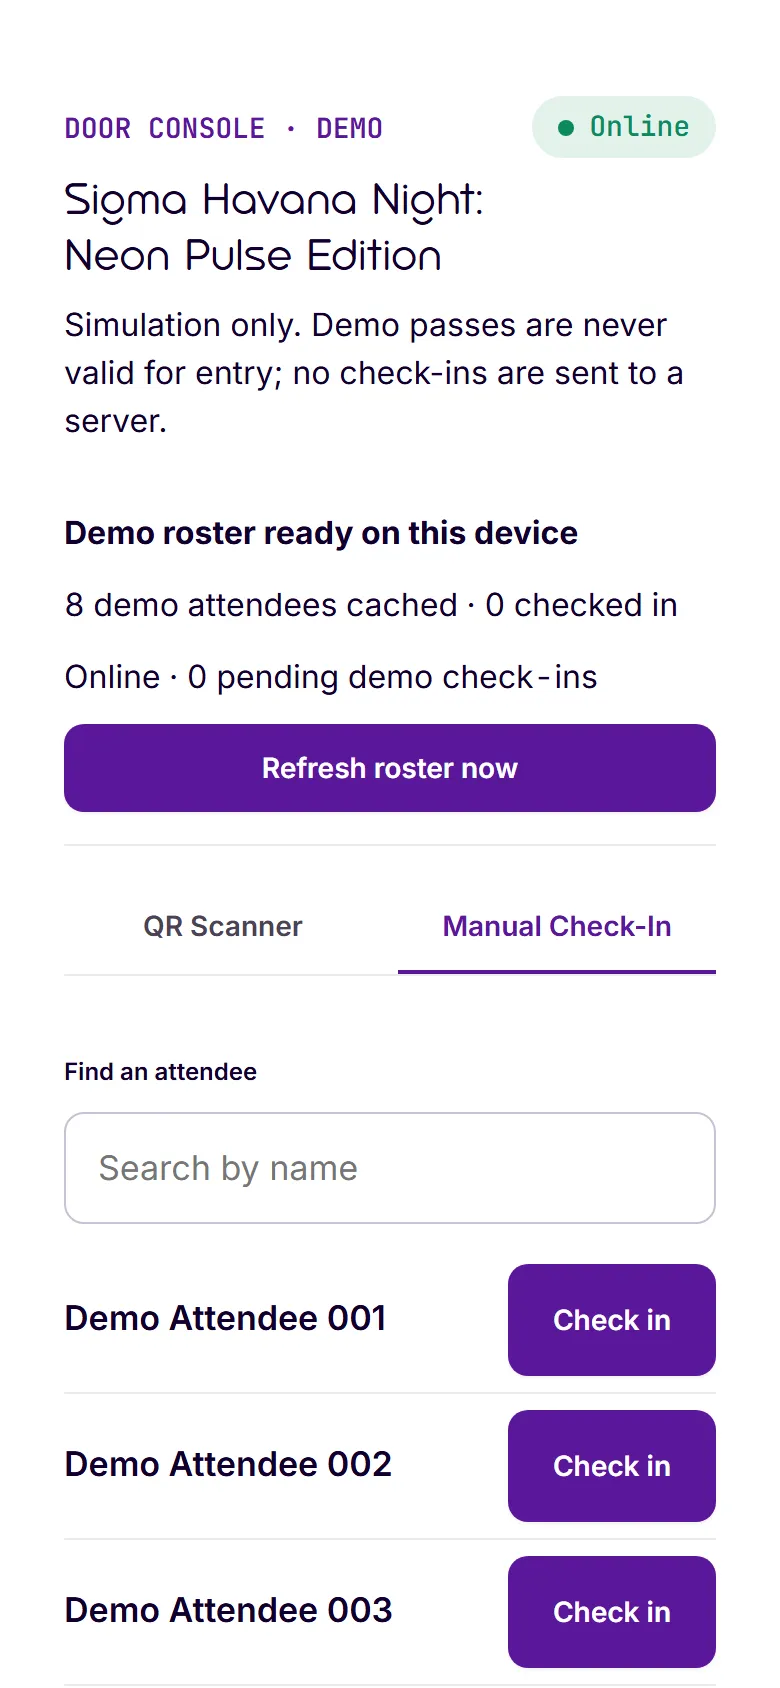 DOOR CONSOLE · DEMO
Online
Sigma Havana Night:
Neon Pulse Edition
Simulation only. Demo passes are never
valid for entry; no check-ins are sent to a
server.
Demo roster ready on this device
8 demo attendees cached · 0 checked in
Online · 0 pending demo check-ins
Refresh roster now
QR Scanner
Manual Check-In
Find an attendee
Search by name
Demo Attendee 001
Check in
Demo Attendee 002
Check in
Demo Attendee 003
Check in